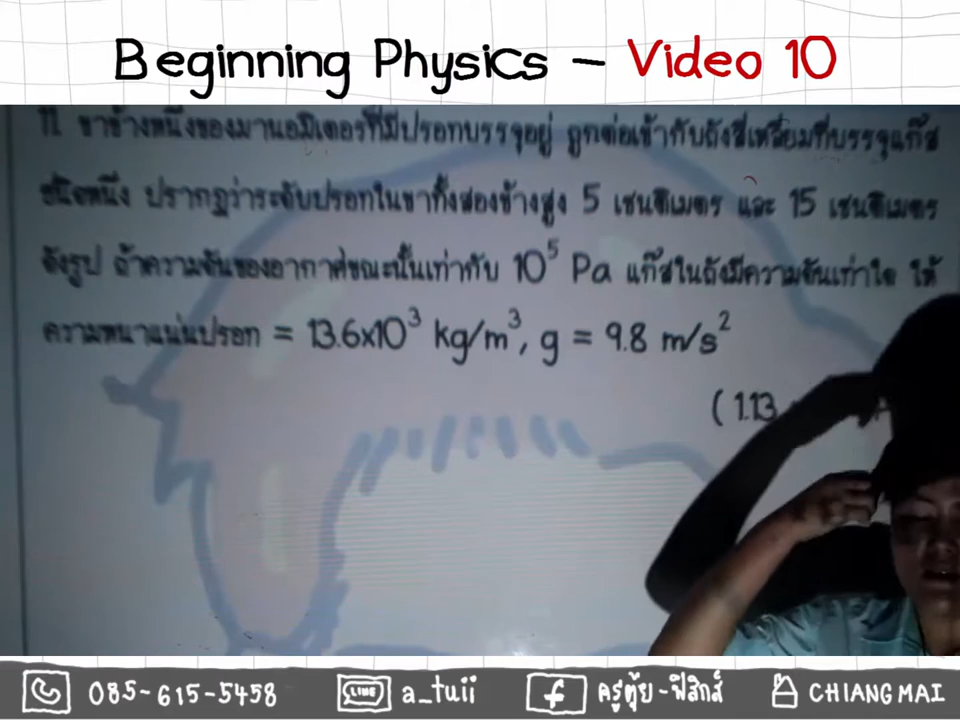 Beginning Physics – Video 10
11. ขาข้างหนึ่งของมานอมิเตอร์ที่มีปรอทบรรจุอยู่ ถูกต่อเข้ากับถังสี่เหลี่ยมที่บรรจุแก๊ส
ชนิดหนึ่ง ปรากฏว่าระดับปรอทในขาทั้งสองข้างสูง 5 เซนติเมตร และ 15 เซนติเมตร
ดังรูป ถ้าความดันของอากาศขณะนั้นเท่ากับ 10⁵ Pa แก๊สในถังมีความดันเท่าใด ให้
ความหนาแน่นปรอท = 13.6x10³ kg/m³, g = 9.8 m/s²
( 1.13
085-615-5458 LINE a_tuii f ครูตุ้ย-ฟิสิกส์ CHIANG MAI